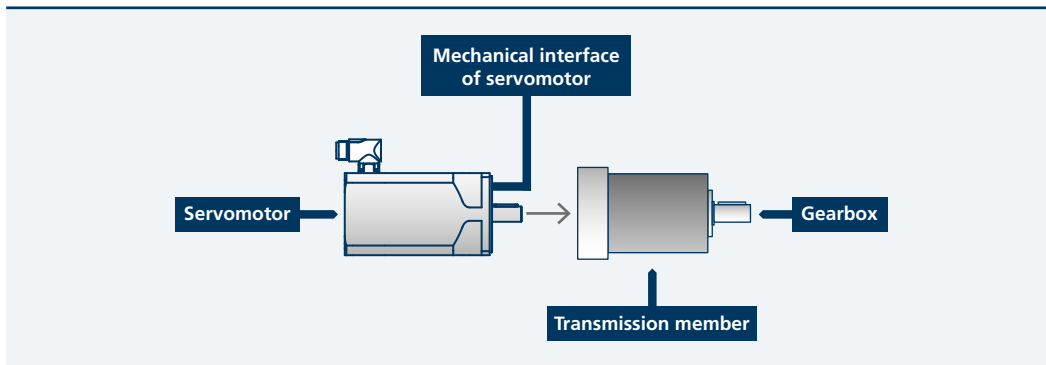 Mechanical interface
of servomotor
Servomotor
Gearbox
Transmission member